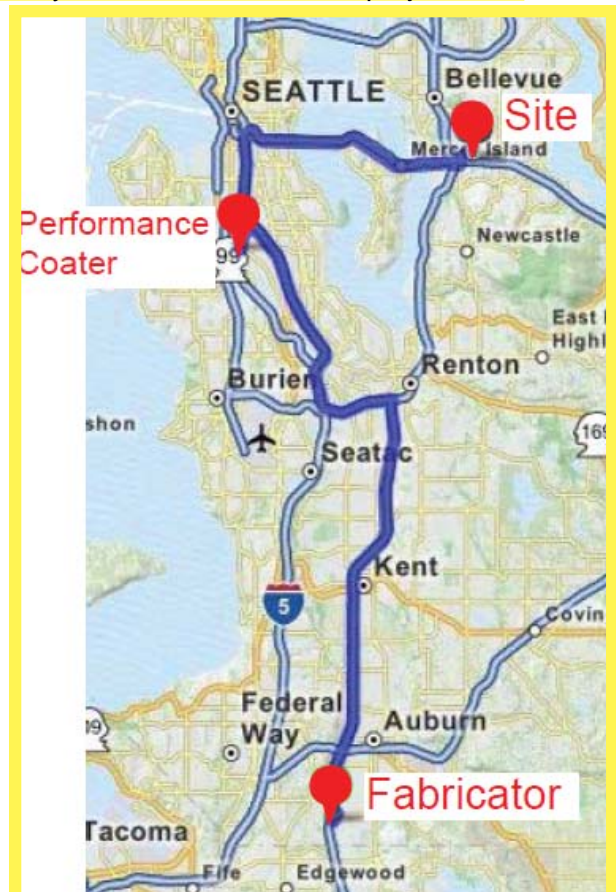 SEATTLE
Bellevue
Site
Island
Performance
Coater
99
Newcastle
East
Highl
Renton
Burien
shon
169
Seatac
Kent
5
Covin
Federal
Way
Auburn
Fabricator
Tacoma
Fife
Edgewood